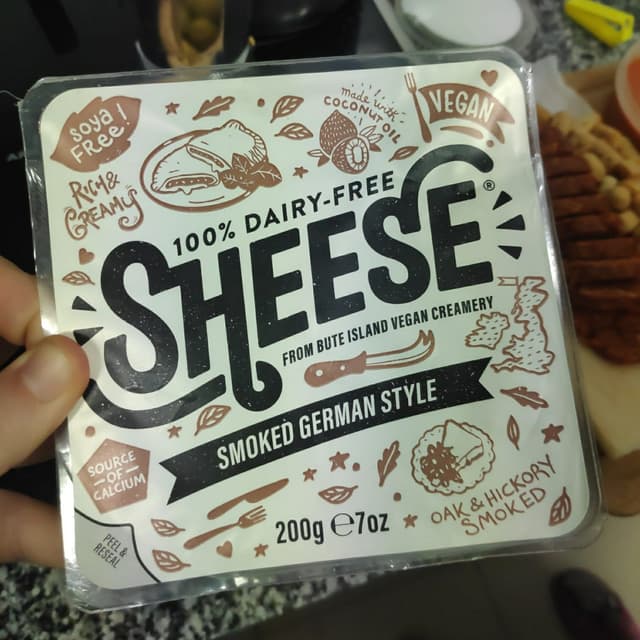 soya
FREE!
made with
COCONUT OIL
VEGAN
RICH &
CREAMY
100% DAIRY-FREE
SHEESE®
FROM BUTE ISLAND VEGAN CREAMERY
SMOKED GERMAN STYLE
SOURCE
OF
CALCIUM
OAK & HICKORY
SMOKED
200g ℮ 7oz
PEEL &
RESEAL